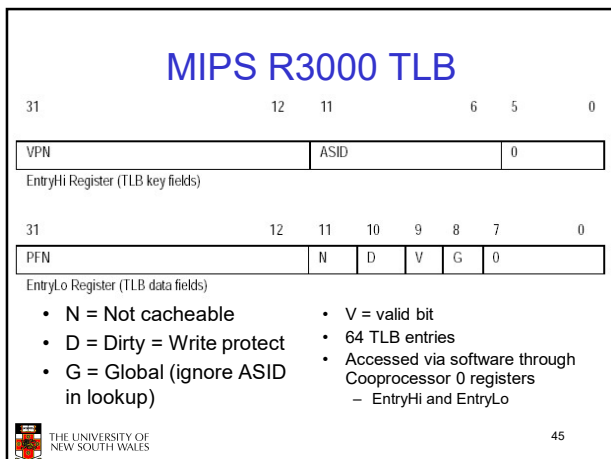 MIPS R3000 TLB
31 12 11 6 5 0
VPN ASID 0
EntryHi Register (TLB key fields)
31 12 11 10 9 8 7 0
PFN N D V G 0
EntryLo Register (TLB data fields)
• N = Not cacheable
• D = Dirty = Write protect
• G = Global (ignore ASID
in lookup)
• V = valid bit
• 64 TLB entries
• Accessed via software through
Cooprocessor 0 registers
– EntryHi and EntryLo
THE UNIVERSITY OF
NEW SOUTH WALES
45